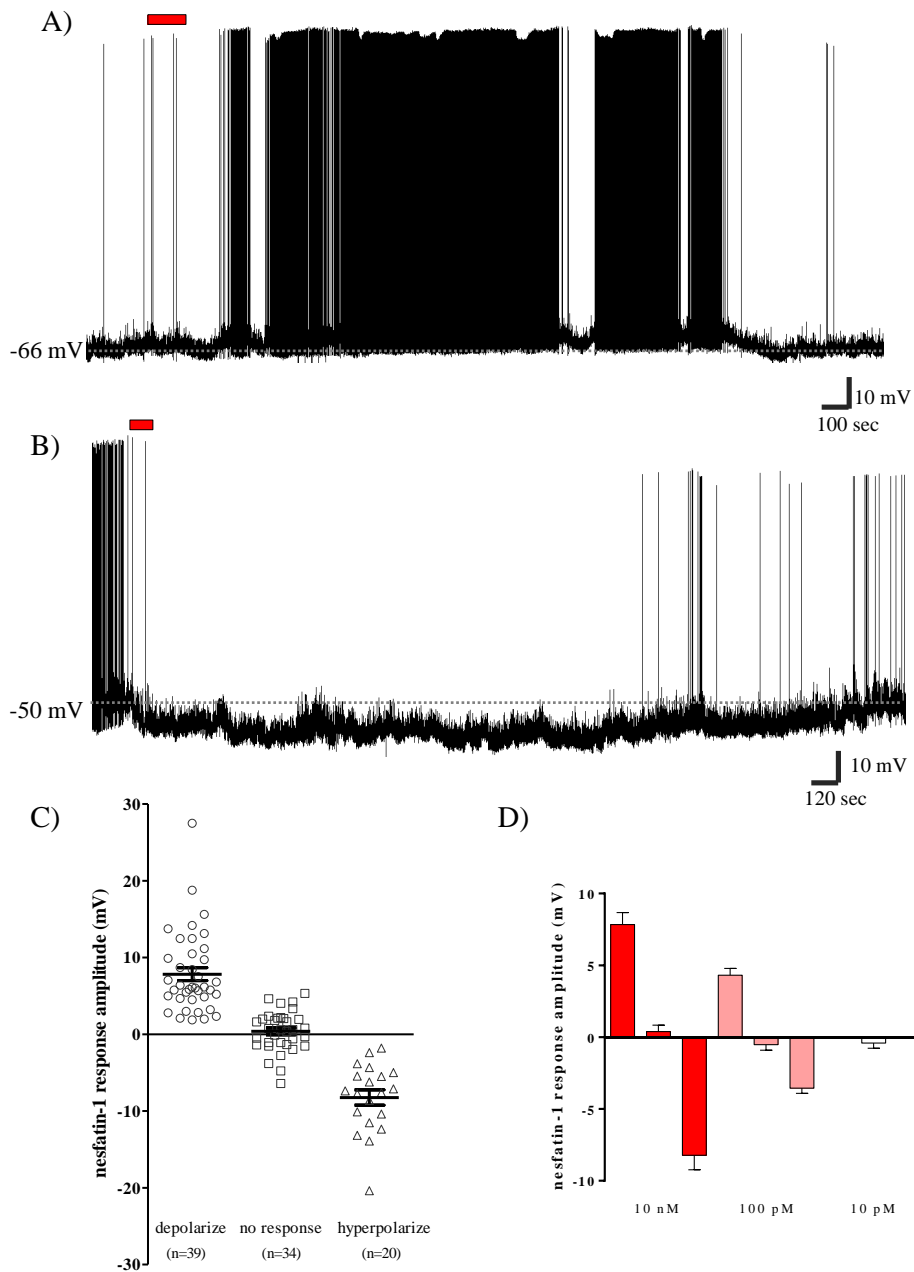 A)
-66 mV
10 mV
100 sec
B)
-50 mV
10 mV
120 sec
C)
nesfatin-1 response amplitude (mV)
30
20
10
0
-10
-20
-30
depolarize
(n=39)
no response
(n=34)
hyperpolarize
(n=20)
D)
nesfatin-1 response amplitude (mV)
10
5
0
-5
-10
10 nM
100 pM
10 pM